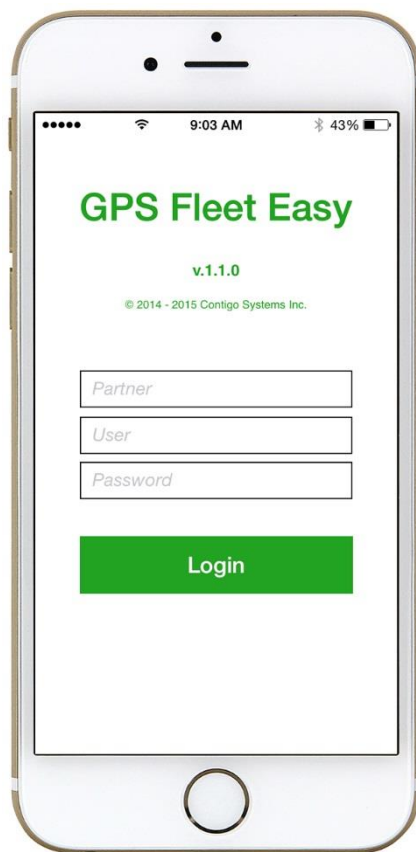 9:03 AM 43%
GPS Fleet Easy
v.1.1.0
© 2014 - 2015 Contigo Systems Inc.
Partner
User
Password
Login